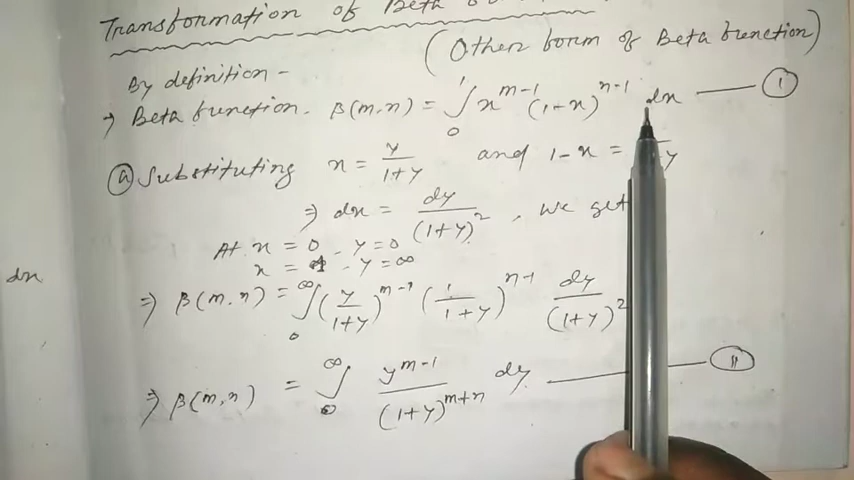 Transformation of Beta
(Other form of Beta function)
By definition -
⇒ Beta function. β(m,n) = ∫₀¹ x^{m-1} (1-x)^{n-1} dx —— (1)
(a) Substituting x = y/(1+y) and 1-x =
⇒ dx = dy/(1+y)², we get
At x = 0 - y=0
x = 1 - y=∞
dx
⇒ β(m,n) = ∫₀^∞ (y/(1+y))^{m-1} (1/(1+y))^{n-1} dy/(1+y)²
⇒ β(m,n) = ∫₀^∞ y^{m-1}/(1+y)^{m+n} dy —— (11)